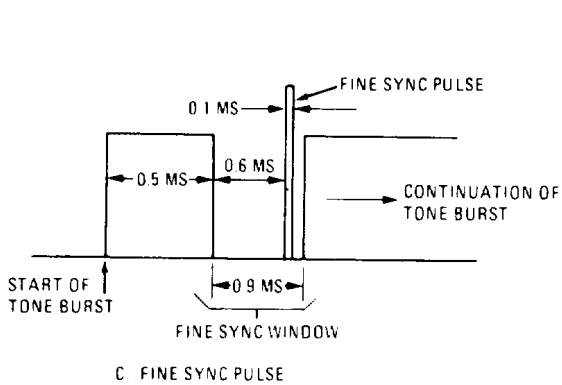 FINE SYNC PULSE
0.1 MS
0.5 MS
0.6 MS
CONTINUATION OF
TONE BURST
START OF
TONE BURST
0.9 MS
FINE SYNC WINDOW
C. FINE SYNC PULSE